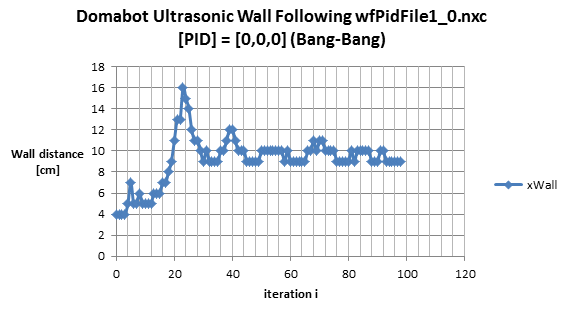 Domabot Ultrasonic Wall Following wfPidFile1_0.nxc
[PID] = [0,0,0] (Bang-Bang)
18
16
14
12
10
8
6
4
2
0
Wall distance
[cm]
xWall
0 20 40 60 80 100 120
iteration i